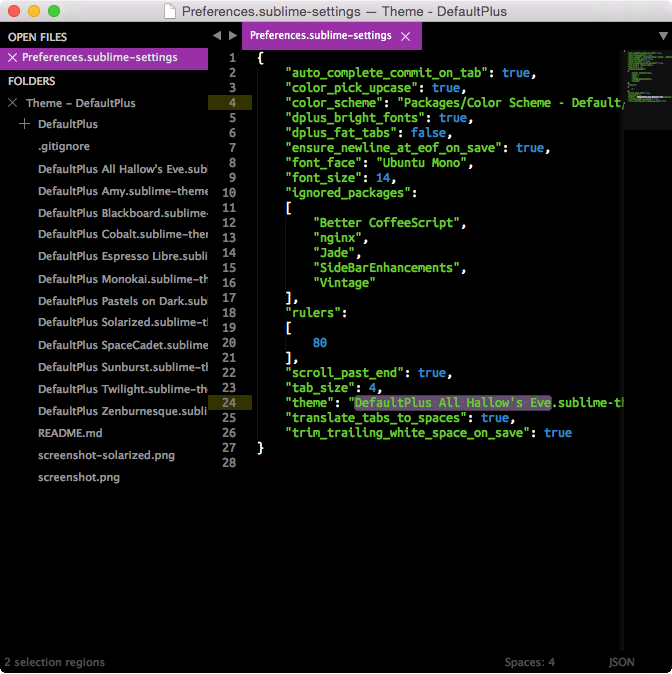 Preferences.sublime-settings — Theme - DefaultPlus
OPEN FILES
Preferences.sublime-settings
FOLDERS
Theme - DefaultPlus
DefaultPlus
.gitignore
DefaultPlus All Hallow's Eve.subl
DefaultPlus Amy.sublime-theme
DefaultPlus Blackboard.sublime-
DefaultPlus Cobalt.sublime-then
DefaultPlus Espresso Libre.sublim
DefaultPlus Monokai.sublime-th
DefaultPlus Pastels on Dark.subl
DefaultPlus Solarized.sublime-th
DefaultPlus SpaceCadet.sublime-
DefaultPlus Sunburst.sublime-th
DefaultPlus Twilight.sublime-the
DefaultPlus Zenburnesque.subli
README.md
screenshot-solarized.png
screenshot.png
Preferences.sublime-settings
1 {
2 "auto_complete_commit_on_tab": true,
3 "color_pick_upcase": true,
4 "color_scheme": "Packages/Color Scheme - Default/
5 "dplus_bright_fonts": true,
6 "dplus_fat_tabs": false,
7 "ensure_newline_at_eof_on_save": true,
8 "font_face": "Ubuntu Mono",
9 "font_size": 14,
10 "ignored_packages":
11 [
12 "Better CoffeeScript",
13 "nginx",
14 "Jade",
15 "SideBarEnhancements",
16 "Vintage"
17 ],
18 "rulers":
19 [
20 80
21 ],
22 "scroll_past_end": true,
23 "tab_size": 4,
24 "theme": "DefaultPlus All Hallow's Eve.sublime-th
25 "translate_tabs_to_spaces": true,
26 "trim_trailing_white_space_on_save": true
27 }
28
2 selection regions
Spaces: 4
JSON